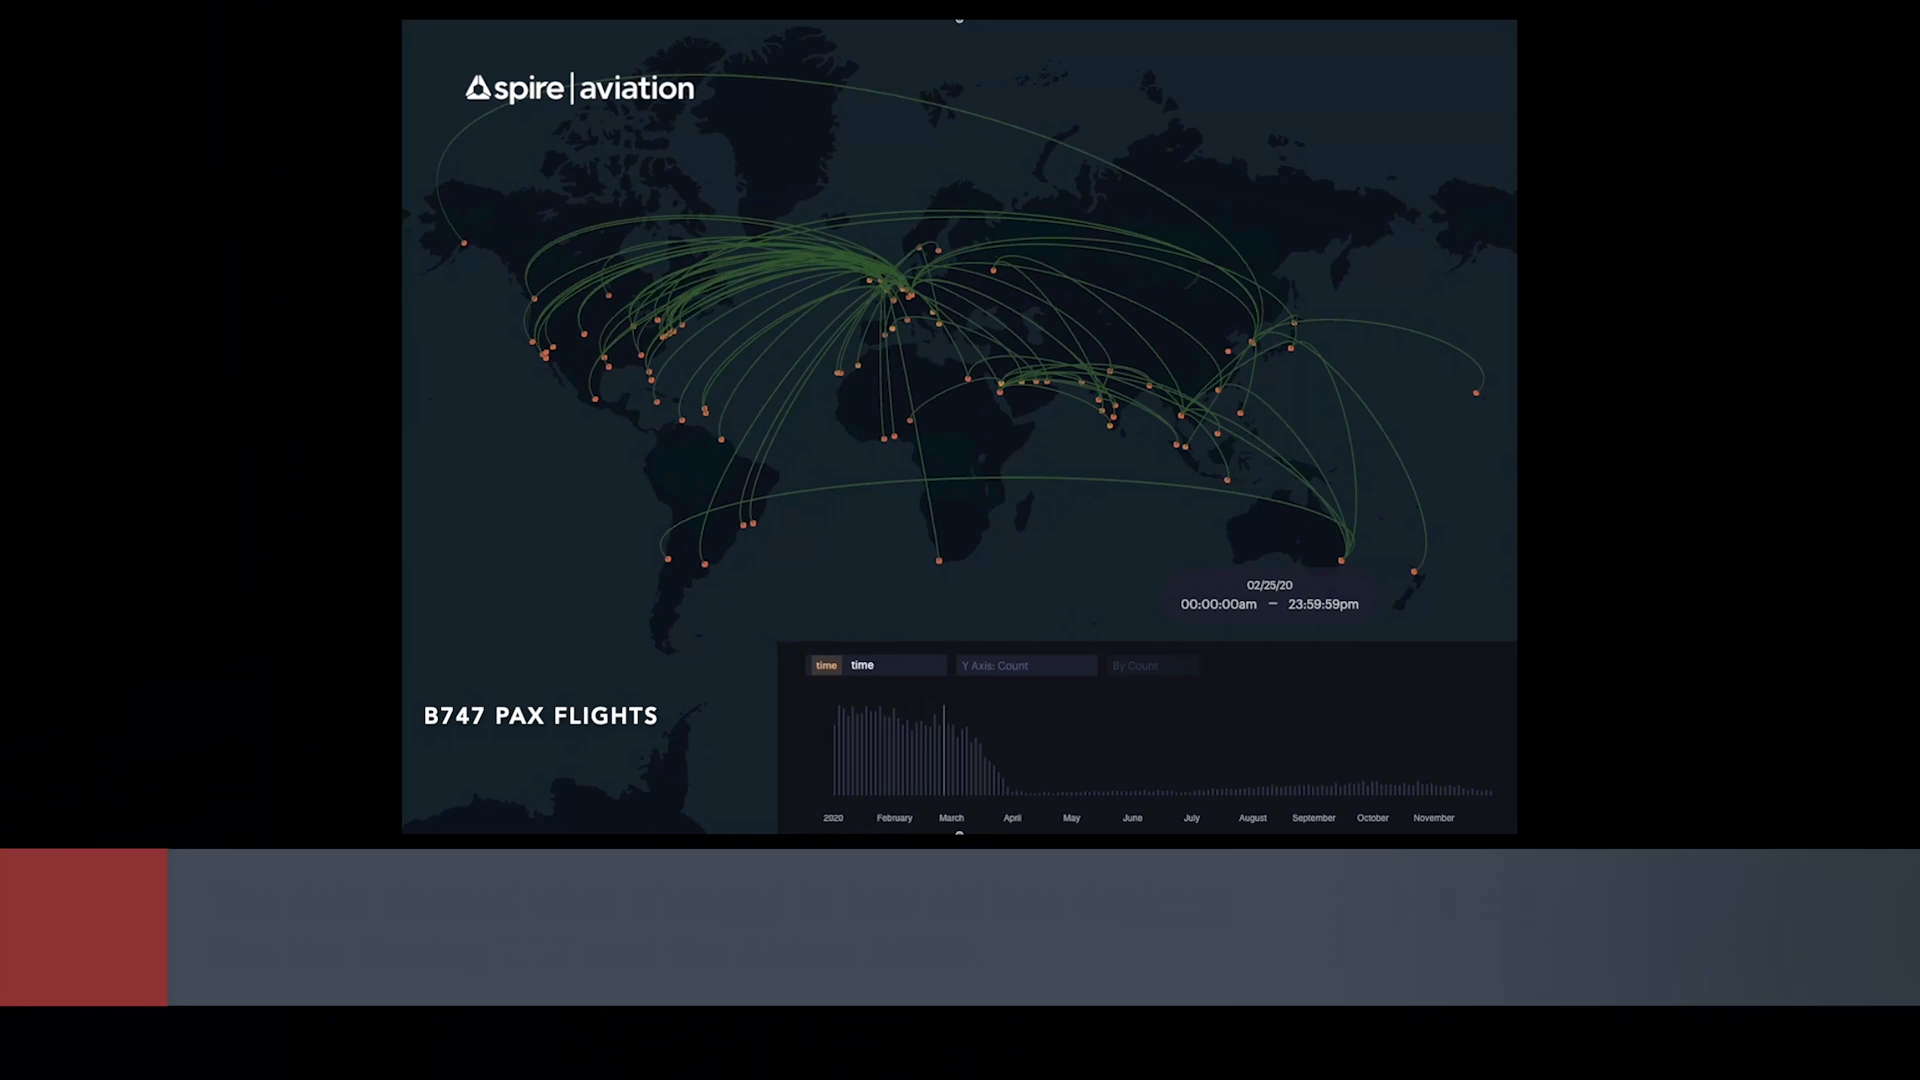 spire | aviation
02/25/20
00:00:00am – 23:59:59pm
time time Y Axis: Count By Count
B747 PAX FLIGHTS
2020 February March April May June July August September October November